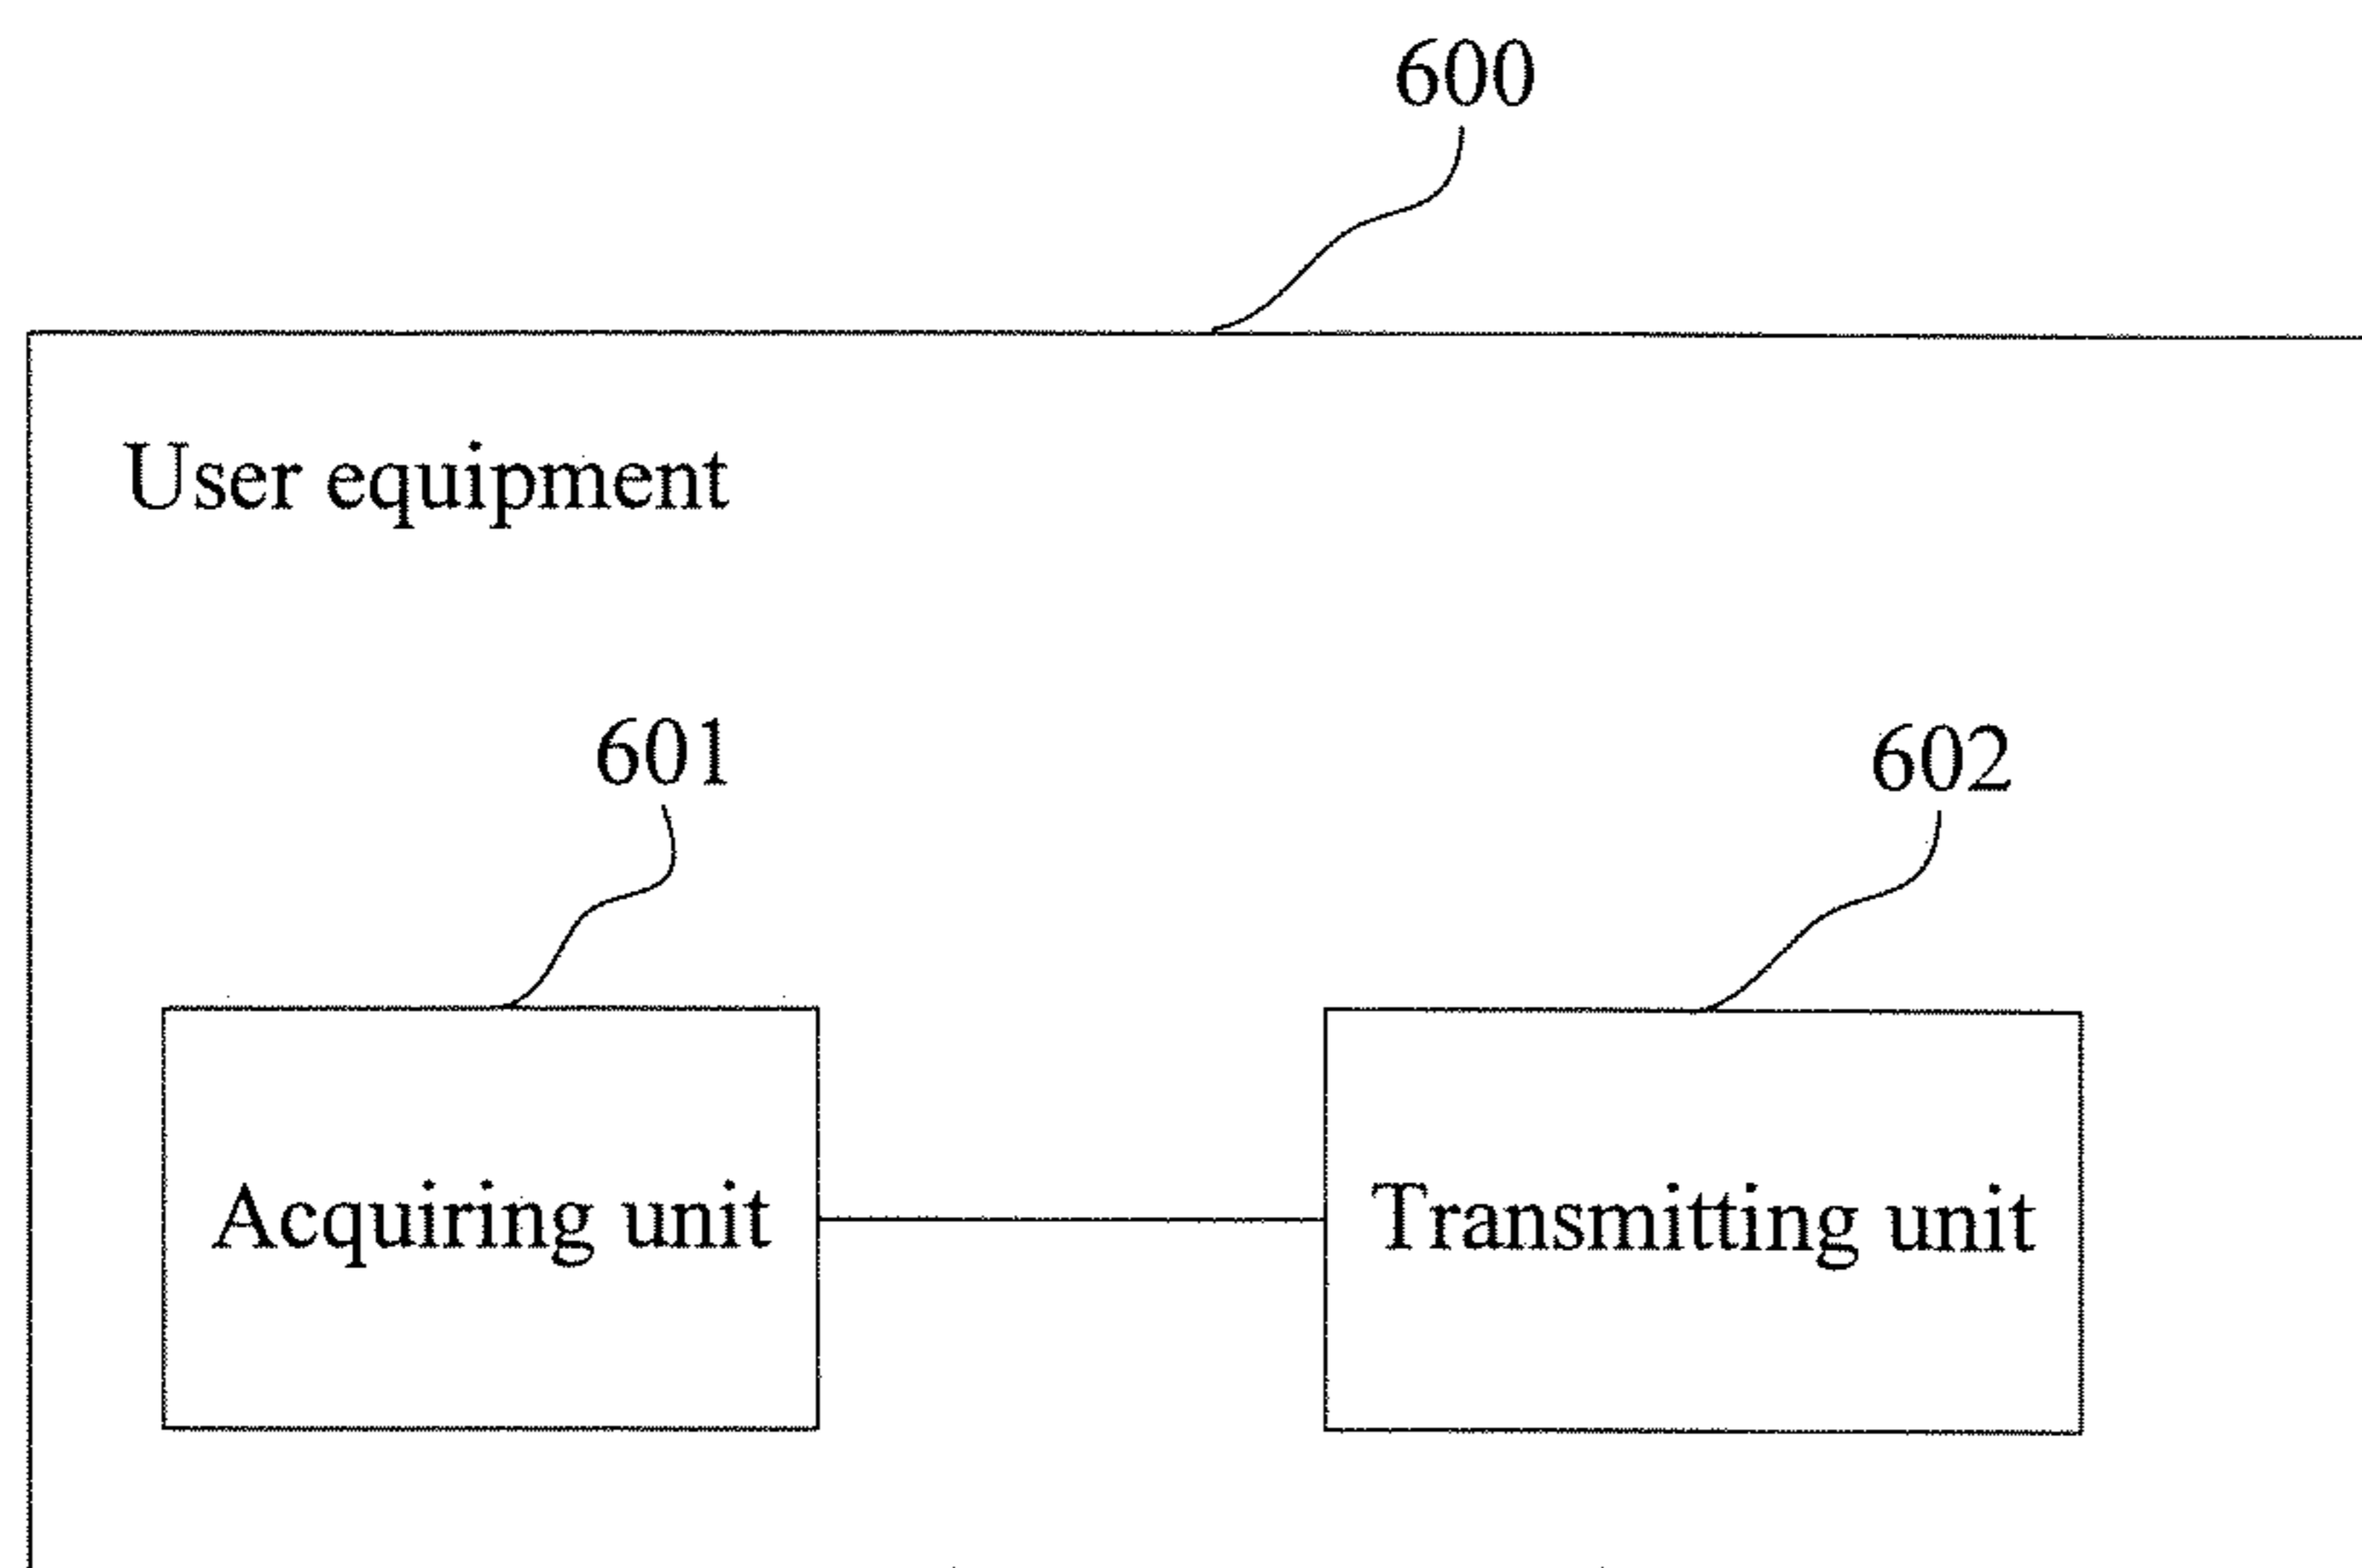 600
User equipment
601
602
Acquiring unit
Transmitting unit